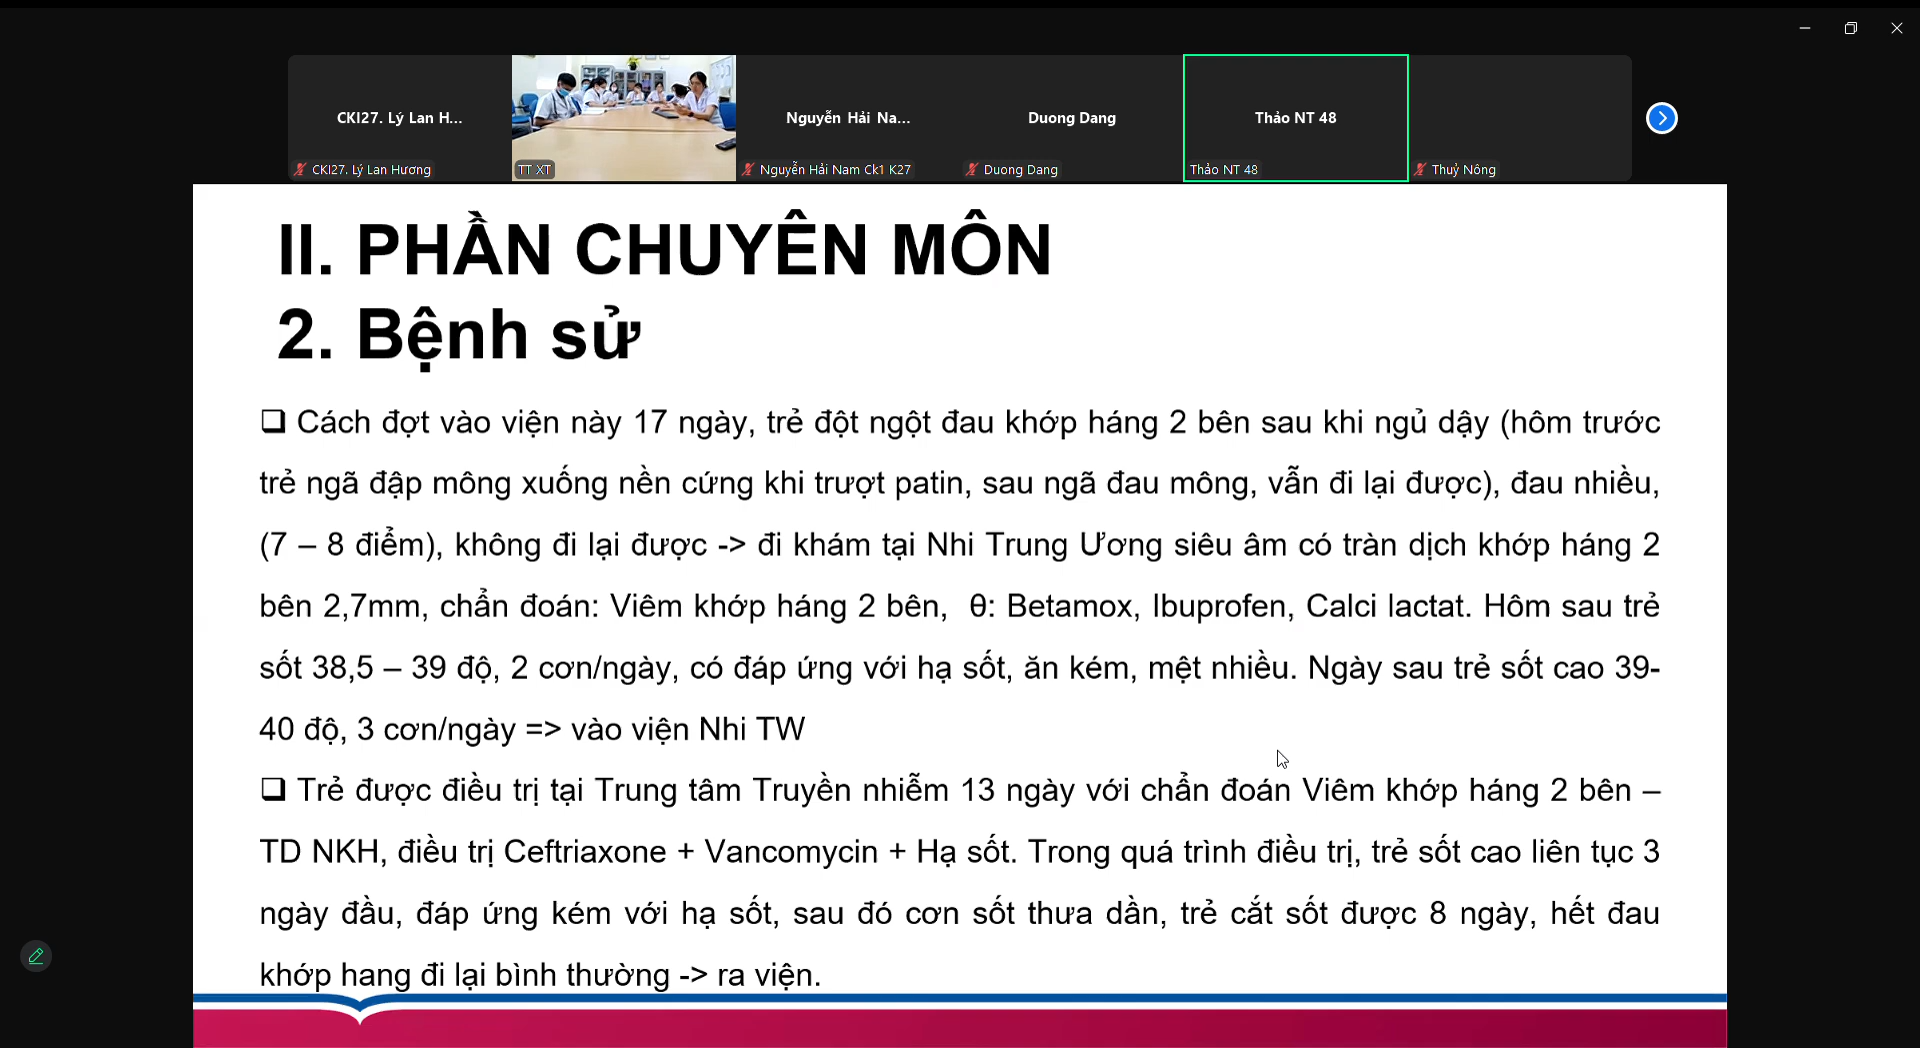 CKI27. Lý Lan H...
Nguyễn Hải Na...
Duong Dang
Thảo NT 48
CKI27. Lý Lan Hương
TT XT
Nguyễn Hải Nam Ck1 K27
Duong Dang
Thảo NT 48
Thuỷ Nông
II. PHẦN CHUYÊN MÔN
2. Bệnh sử
❑ Cách đợt vào viện này 17 ngày, trẻ đột ngột đau khớp háng 2 bên sau khi ngủ dậy (hôm trước
trẻ ngã đập mông xuống nền cứng khi trượt patin, sau ngã đau mông, vẫn đi lại được), đau nhiều,
(7 – 8 điểm), không đi lại được -> đi khám tại Nhi Trung Ương siêu âm có tràn dịch khớp háng 2
bên 2,7mm, chẩn đoán: Viêm khớp háng 2 bên, θ: Betamox, Ibuprofen, Calci lactat. Hôm sau trẻ
sốt 38,5 – 39 độ, 2 cơn/ngày, có đáp ứng với hạ sốt, ăn kém, mệt nhiều. Ngày sau trẻ sốt cao 39-
40 độ, 3 cơn/ngày => vào viện Nhi TW
❑ Trẻ được điều trị tại Trung tâm Truyền nhiễm 13 ngày với chẩn đoán Viêm khớp háng 2 bên –
TD NKH, điều trị Ceftriaxone + Vancomycin + Hạ sốt. Trong quá trình điều trị, trẻ sốt cao liên tục 3
ngày đầu, đáp ứng kém với hạ sốt, sau đó cơn sốt thưa dần, trẻ cắt sốt được 8 ngày, hết đau
khớp hang đi lại bình thường -> ra viện.